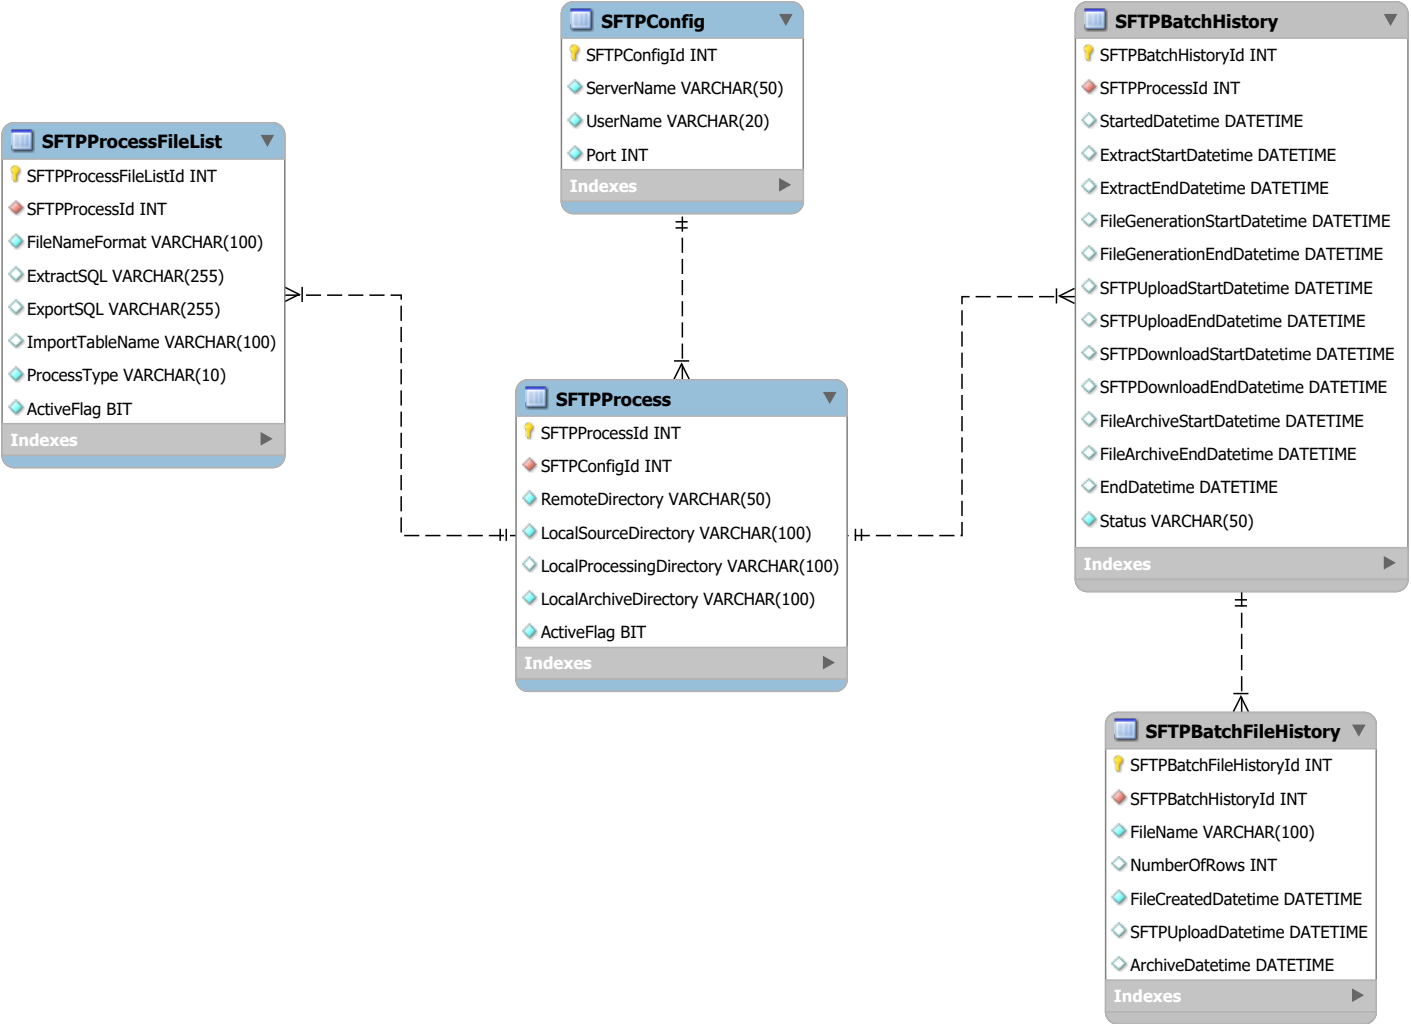 SFTPConfig
SFTPConfigId INT
ServerName VARCHAR(50)
UserName VARCHAR(20)
Port INT
Indexes
SFTPBatchHistory
SFTPBatchHistoryId INT
SFTPProcessId INT
StartedDatetime DATETIME
ExtractStartDatetime DATETIME
ExtractEndDatetime DATETIME
FileGenerationStartDatetime DATETIME
FileGenerationEndDatetime DATETIME
SFTPUploadStartDatetime DATETIME
SFTPUploadEndDatetime DATETIME
SFTPDownloadStartDatetime DATETIME
SFTPDownloadEndDatetime DATETIME
FileArchiveStartDatetime DATETIME
FileArchiveEndDatetime DATETIME
EndDatetime DATETIME
Status VARCHAR(50)
Indexes
SFTPProcessFileList
SFTPProcessFileListId INT
SFTPProcessId INT
FileNameFormat VARCHAR(100)
ExtractSQL VARCHAR(255)
ExportSQL VARCHAR(255)
ImportTableName VARCHAR(100)
ProcessType VARCHAR(10)
ActiveFlag BIT
Indexes
SFTPProcess
SFTPProcessId INT
SFTPConfigId INT
RemoteDirectory VARCHAR(50)
LocalSourceDirectory VARCHAR(100)
LocalProcessingDirectory VARCHAR(100)
LocalArchiveDirectory VARCHAR(100)
ActiveFlag BIT
Indexes
SFTPBatchFileHistory
SFTPBatchFileHistoryId INT
SFTPBatchHistoryId INT
FileName VARCHAR(100)
NumberOfRows INT
FileCreatedDatetime DATETIME
SFTPUploadDatetime DATETIME
ArchiveDatetime DATETIME
Indexes